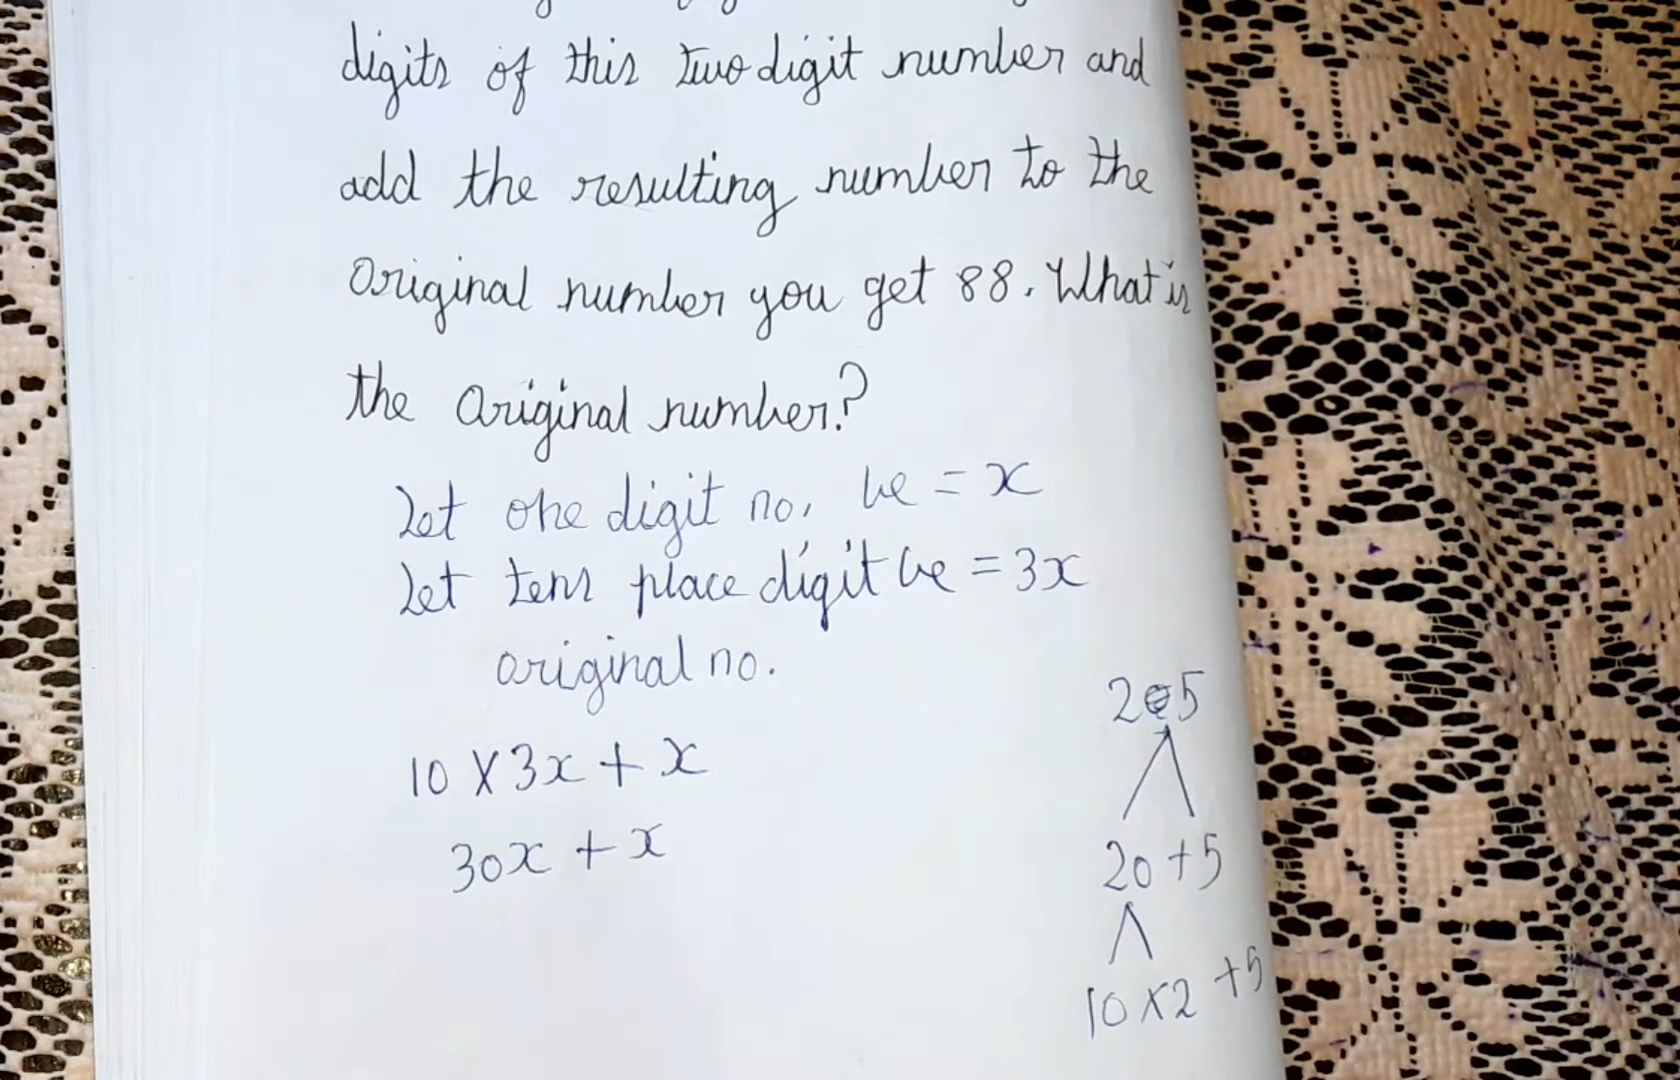 digits of this two digit number and
add the resulting number to the
Original number you get 88. What is
the original number?
Let one digit no. be = x
Let tens place digit be = 3x
original no.
10 X 3x + x
30x + x
25
20 + 5
10 X 2 + 5